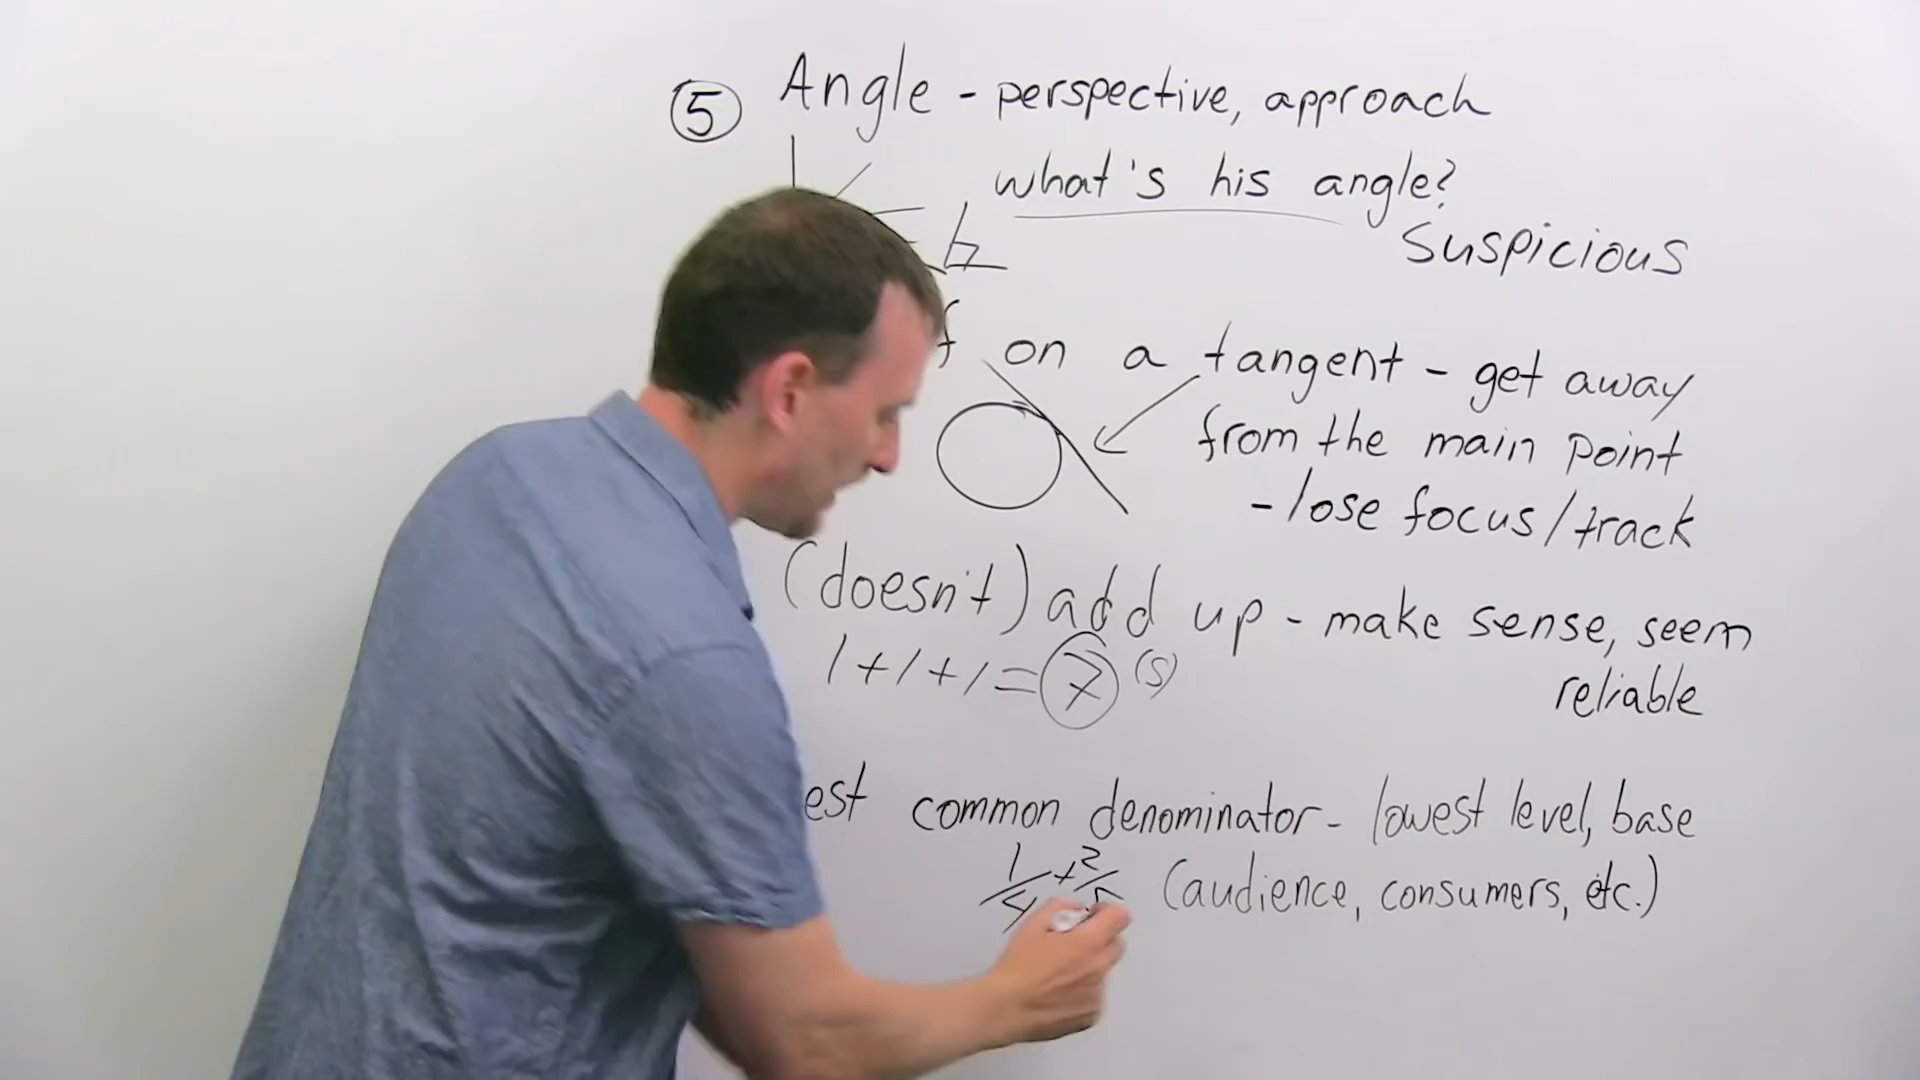 ⑤ Angle - perspective, approach
what's his angle?
suspicious
f on a tangent - get away
from the main point
- lose focus/track
(doesn't) add up - make sense, seem
reliable
1+1+1=7 (s)
est common denominator - lowest level, base
(audience, consumers, etc.)
1/4 + 2/5